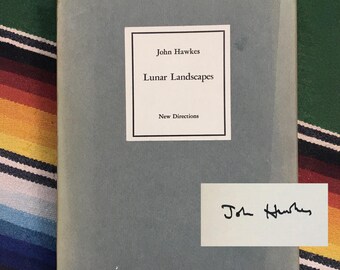 John Hawkes
Lunar Landscapes
New Directions
John Hawkes